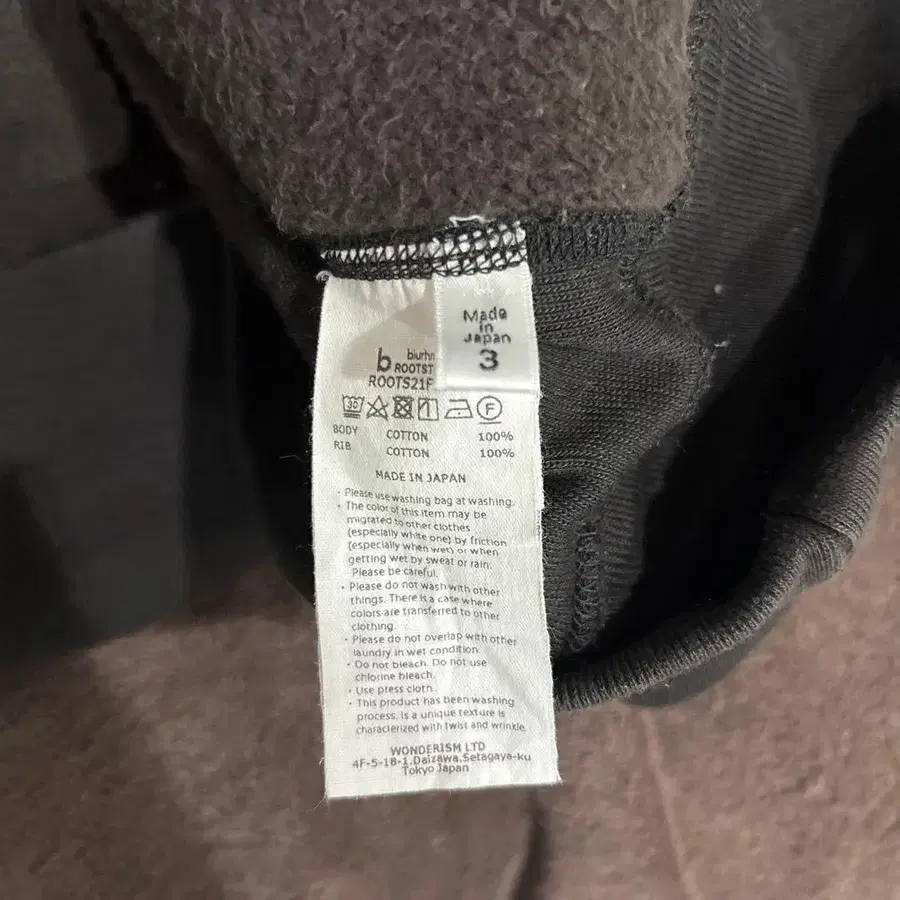 Made
in
Japan
3
b
ROOTS21F
30
F
BODY COTTON 100%
RIB COTTON 100%
MADE IN JAPAN
· Please use washing bag at washing.
· The color of this item may be
migrated to other clothes
(especially white one) by friction
(especially when wet) or when
getting wet by sweat or rain.
Please be careful.
· Please do not wash with other
things. There is a case where
colors are transferred to other
clothing.
· Please do not overlap with other
laundry in wet condition
· Do not bleach. Do not use
chlorine bleach.
· Use press cloth.
· This product has been washing
process, is a unique texture is
characterized with twist and wrinkle.
WONDERISM LTD
4F-5-18-1,Daizawa,Setagaya-ku
Tokyo Japan